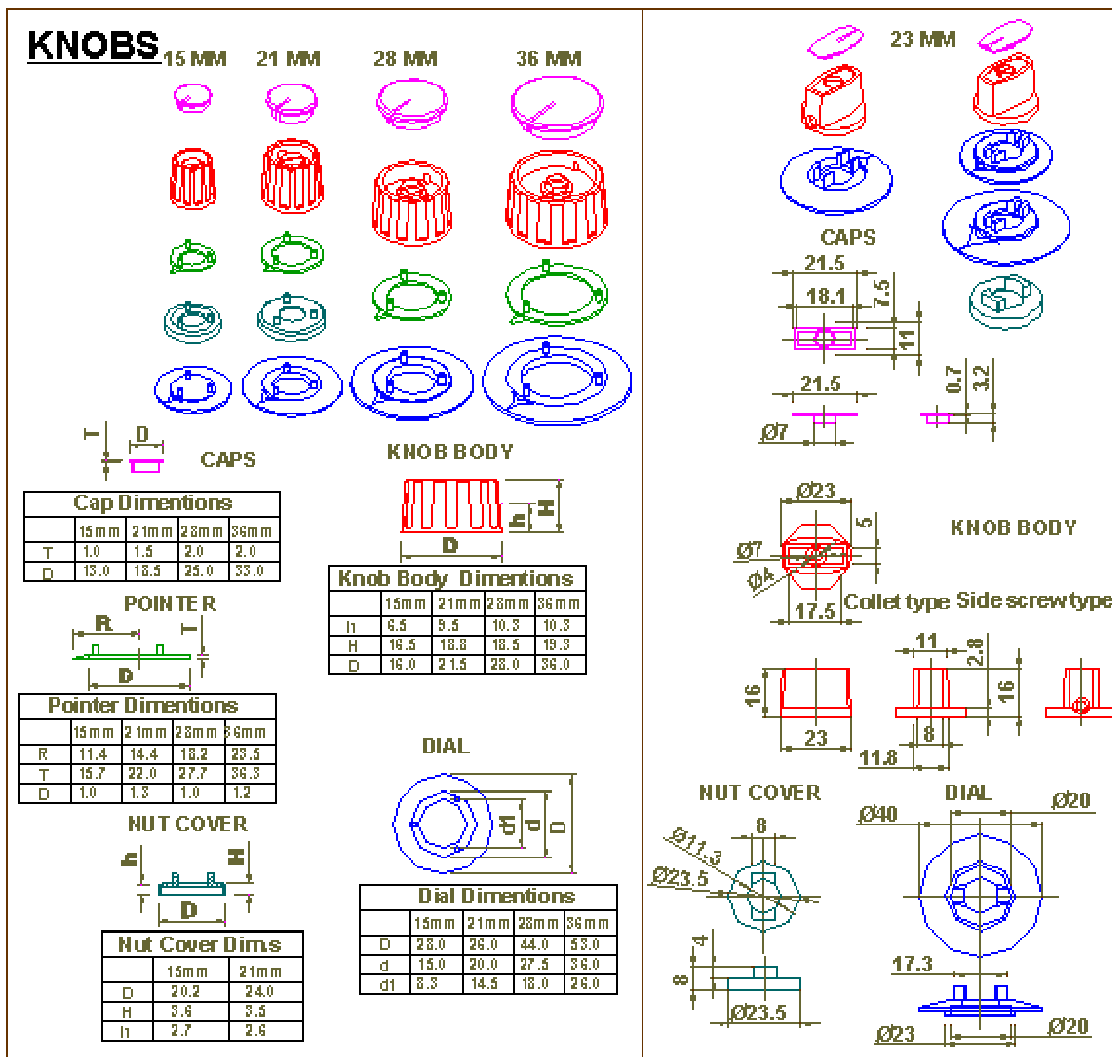 KNOBS
15 MM 21 MM 28 MM 36 MM
T D
CAPS
Cap Dimentions
15mm 21mm 28mm 36mm
T 1.0 1.5 2.0 2.0
D 13.0 18.5 25.0 33.0
POINTER
R T
D
Pointer Dimentions
15mm 21mm 28mm 36mm
R 11.4 14.4 18.2 23.5
T 15.7 22.0 27.7 36.3
D 1.0 1.3 1.0 1.2
NUT COVER
h H
D
Nut Cover Dims
15mm 21mm
D 20.2 24.0
H 3.6 3.5
h 2.7 2.6
KNOB BODY
h H
D
Knob Body Dimentions
15mm 21mm 28mm 36mm
h 6.5 9.5 10.3 10.3
H 16.5 18.8 18.5 19.3
D 16.0 21.5 28.0 36.0
DIAL
d1 d D
Dial Dimentions
15mm 21mm 28mm 36mm
D 28.0 26.0 44.0 53.0
d 15.0 20.0 27.5 36.0
d1 8.3 14.5 18.0 26.0
23 MM
CAPS
21.5
18.1
7.5
11
21.5
0.7
3.2
Ø7
Ø23
5
KNOB BODY
Ø7
Ø4
17.5
Collet type Side screw type
11
2.8
16
16
23
8
11.8
NUT COVER
8
Ø11.3
Ø23.5
4
8
Ø23.5
DIAL
Ø20
Ø40
17.3
Ø23
Ø20